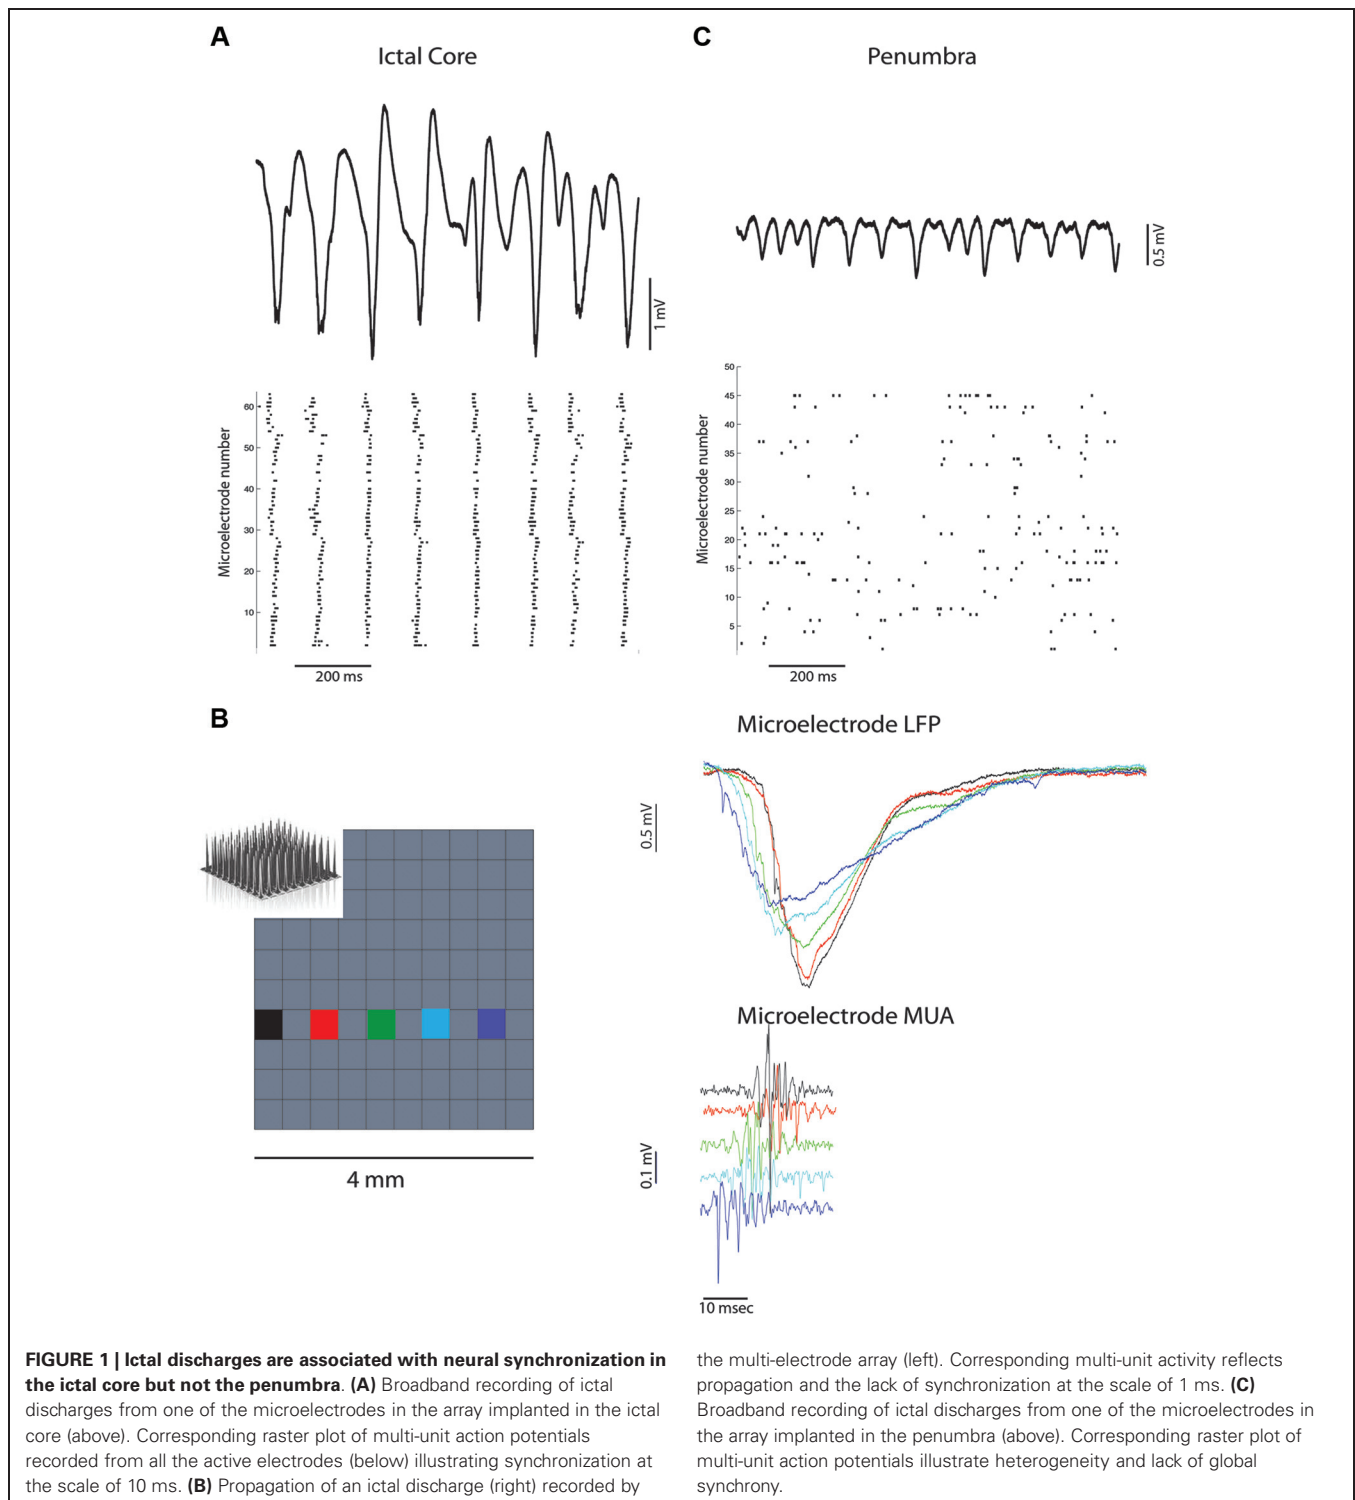 A
Ictal Core
1 mV
Microelectrode number
60
50
40
30
20
10
200 ms
C
Penumbra
0.5 mV
Microelectrode number
50
45
40
35
30
25
20
15
10
5
200 ms
B
4 mm
Microelectrode LFP
0.5 mV
Microelectrode MUA
0.1 mV
10 msec
FIGURE 1 | Ictal discharges are associated with neural synchronization in
the ictal core but not the penumbra. (A) Broadband recording of ictal
discharges from one of the microelectrodes in the array implanted in the ictal
core (above). Corresponding raster plot of multi-unit action potentials
recorded from all the active electrodes (below) illustrating synchronization at
the scale of 10 ms. (B) Propagation of an ictal discharge (right) recorded by
the multi-electrode array (left). Corresponding multi-unit activity reflects
propagation and the lack of synchronization at the scale of 1 ms. (C)
Broadband recording of ictal discharges from one of the microelectrodes in
the array implanted in the penumbra (above). Corresponding raster plot of
multi-unit action potentials illustrate heterogeneity and lack of global
synchrony.